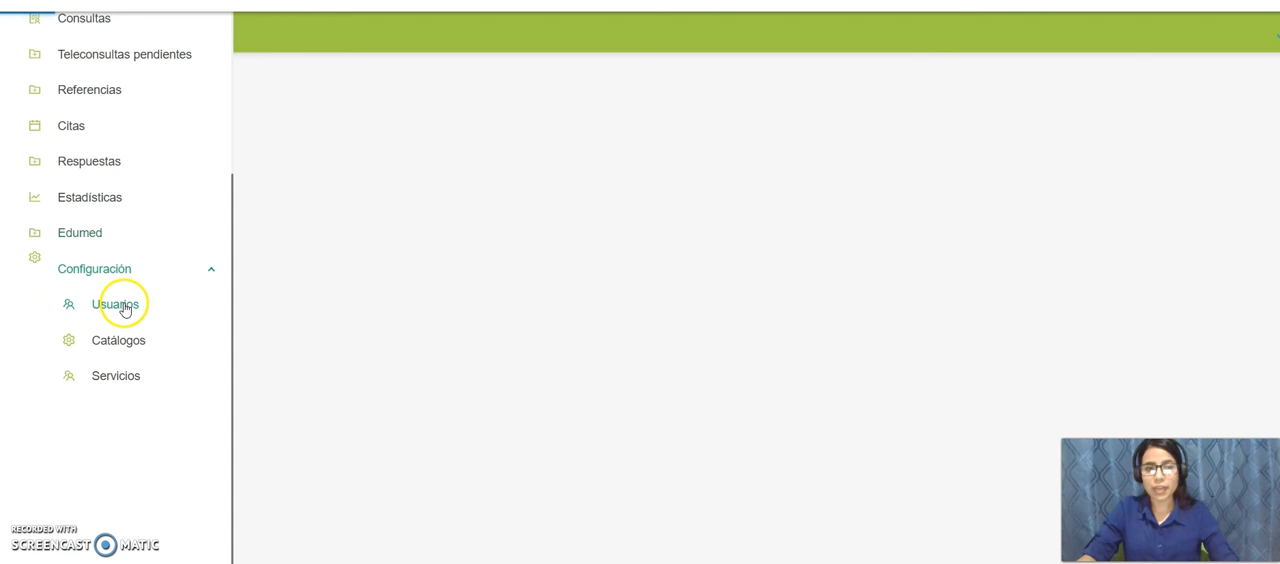 Consultas
Teleconsultas pendientes
Referencias
Citas
Respuestas
Estadísticas
Edumed
Configuración
Usuarios
Catálogos
Servicios
RECORDED WITH
SCREENCAST MATIC